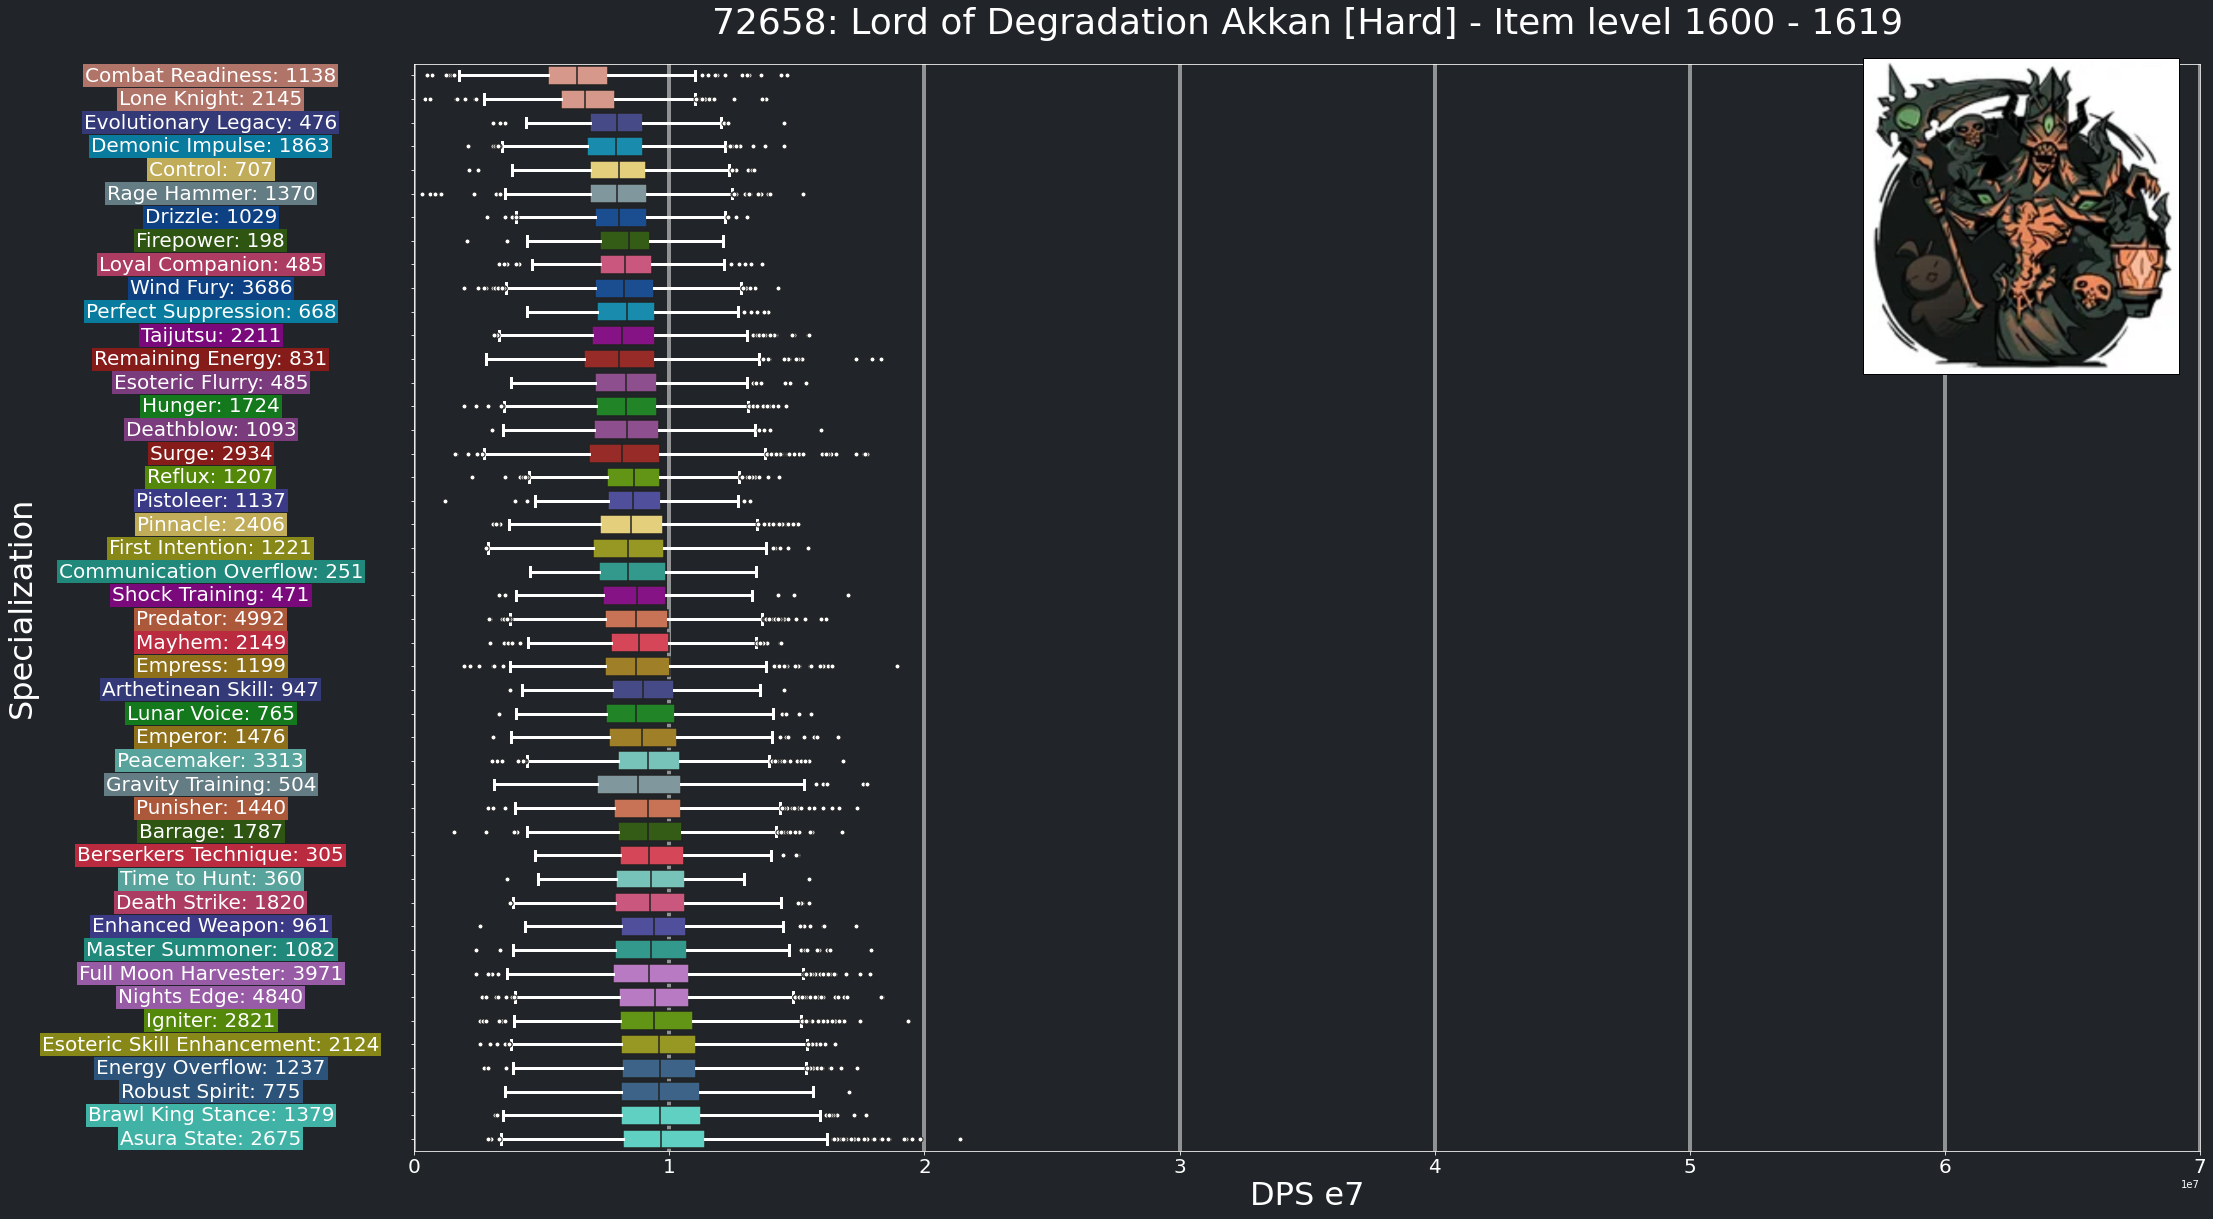 72658: Lord of Degradation Akkan [Hard] - Item level 1600 - 1619
Specialization
Combat Readiness: 1138
Lone Knight: 2145
Evolutionary Legacy: 476
Demonic Impulse: 1863
Control: 707
Rage Hammer: 1370
Drizzle: 1029
Firepower: 198
Loyal Companion: 485
Wind Fury: 3686
Perfect Suppression: 668
Taijutsu: 2211
Remaining Energy: 831
Esoteric Flurry: 485
Hunger: 1724
Deathblow: 1093
Surge: 2934
Reflux: 1207
Pistoleer: 1137
Pinnacle: 2406
First Intention: 1221
Communication Overflow: 251
Shock Training: 471
Predator: 4992
Mayhem: 2149
Empress: 1199
Arthetinean Skill: 947
Lunar Voice: 765
Emperor: 1476
Peacemaker: 3313
Gravity Training: 504
Punisher: 1440
Barrage: 1787
Berserkers Technique: 305
Time to Hunt: 360
Death Strike: 1820
Enhanced Weapon: 961
Master Summoner: 1082
Full Moon Harvester: 3971
Nights Edge: 4840
Igniter: 2821
Esoteric Skill Enhancement: 2124
Energy Overflow: 1237
Robust Spirit: 775
Brawl King Stance: 1379
Asura State: 2675
0 1 2 3 4 5 6 7
1e7
DPS e7